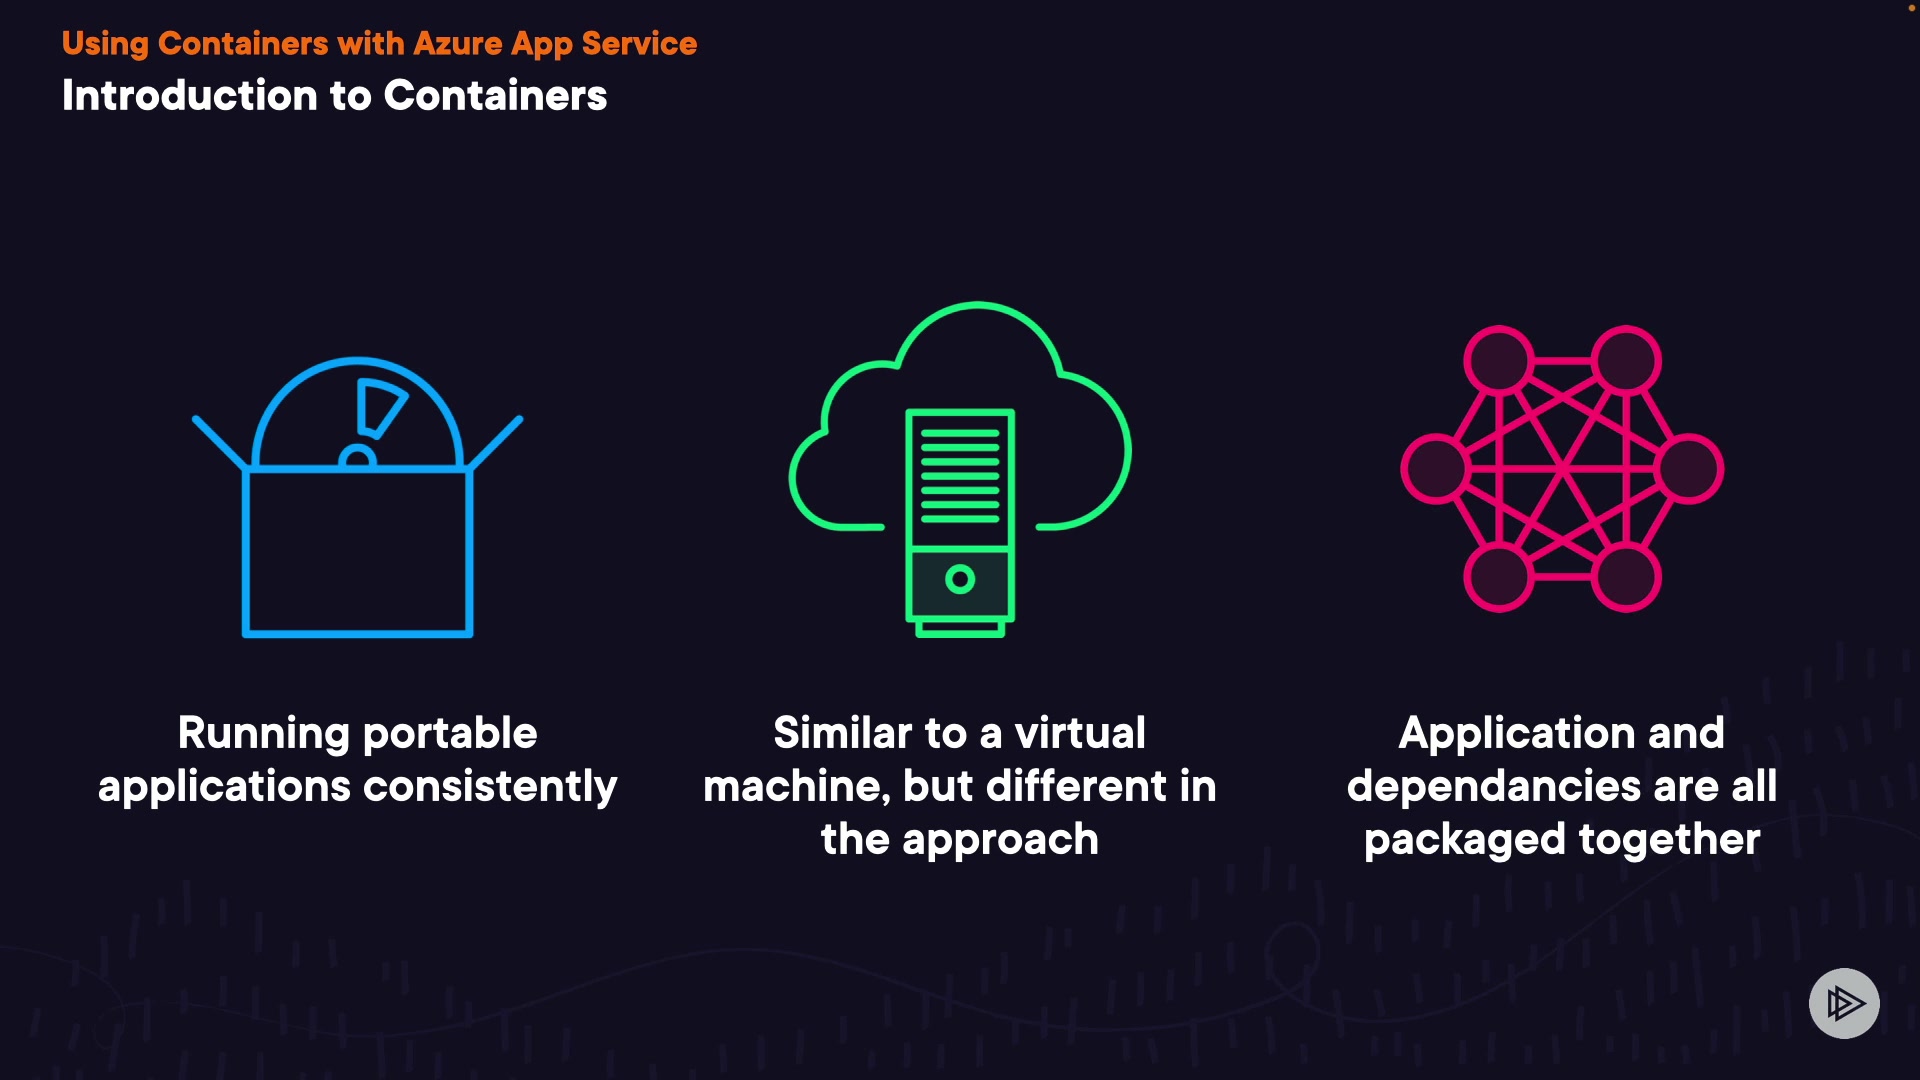 Using Containers with Azure App Service
Introduction to Containers
Running portable
applications consistently
Similar to a virtual
machine, but different in
the approach
Application and
dependancies are all
packaged together